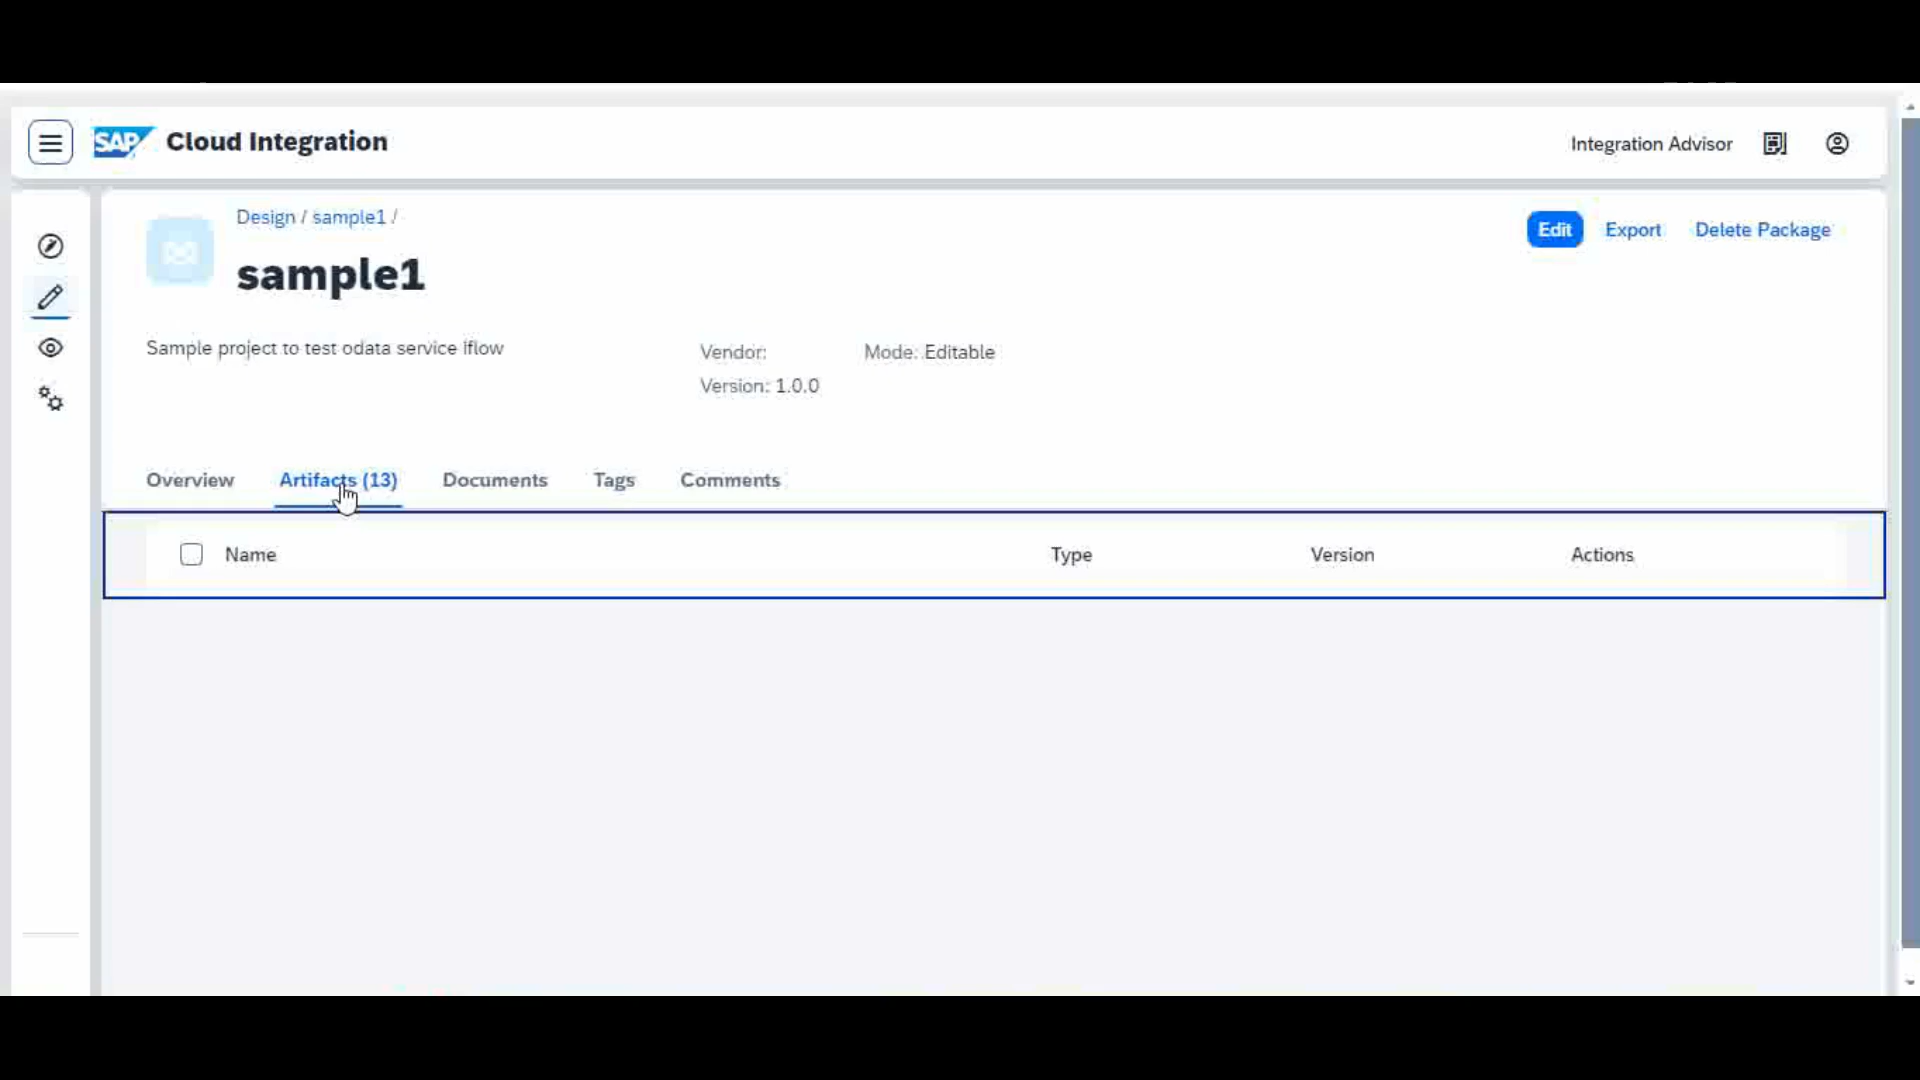 SAP Cloud Integration
Integration Advisor
Design / sample1 /
Edit Export Delete Package
sample1
Sample project to test odata service iflow
Vendor:
Mode: Editable
Version: 1.0.0
Overview Artifacts (13) Documents Tags Comments
Name Type Version Actions